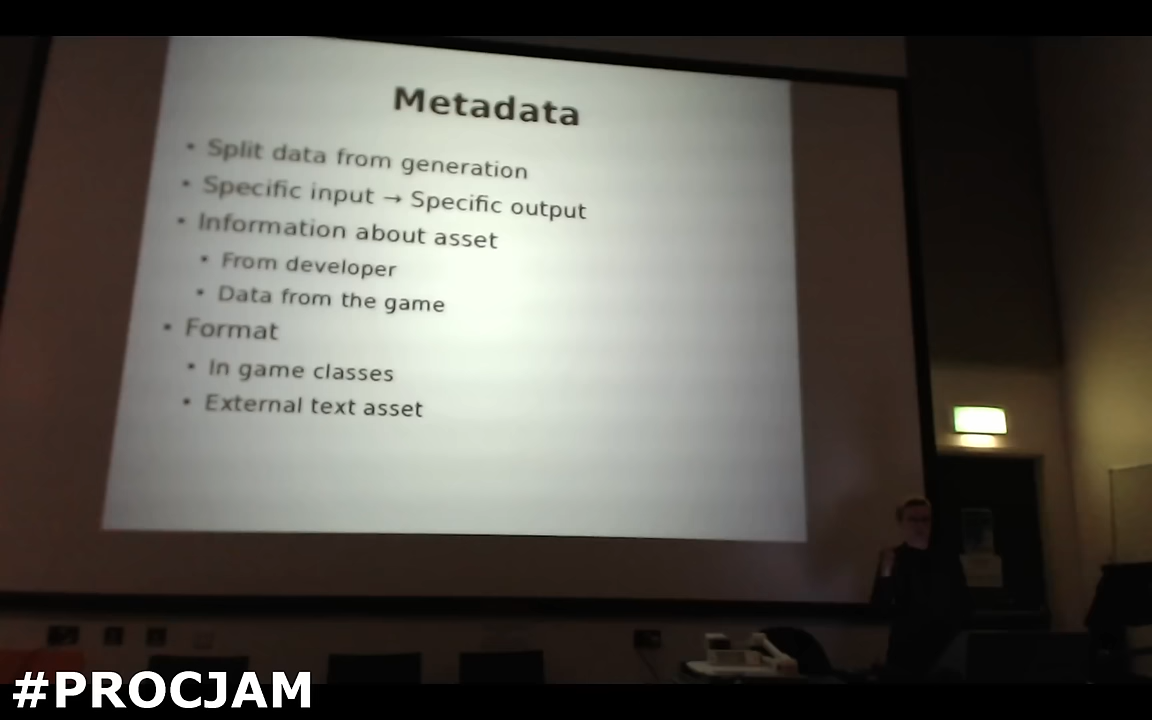 Metadata
• Split data from generation
• Specific input → Specific output
• Information about asset
• From developer
• Data from the game
• Format
• In game classes
• External text asset
#PROCJAM